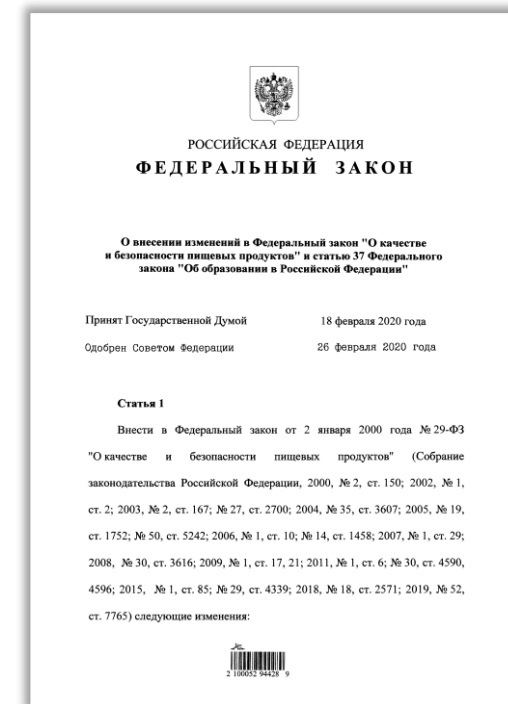 РОССИЙСКАЯ ФЕДЕРАЦИЯ
ФЕДЕРАЛЬНЫЙ ЗАКОН
О внесении изменений в Федеральный закон "О качестве
и безопасности пищевых продуктов" и статью 37 Федерального
закона "Об образовании в Российской Федерации"
Принят Государственной Думой 18 февраля 2020 года
Одобрен Советом Федерации 26 февраля 2020 года
Статья 1
Внести в Федеральный закон от 2 января 2000 года № 29-ФЗ
"О качестве и безопасности пищевых продуктов" (Собрание
законодательства Российской Федерации, 2000, № 2, ст. 150; 2002, № 1,
ст. 2; 2003, № 2, ст. 167; № 27, ст. 2700; 2004, № 35, ст. 3607; 2005, № 19,
ст. 1752; № 50, ст. 5242; 2006, № 1, ст. 10; № 14, ст. 1458; 2007, № 1, ст. 29;
2008, № 30, ст. 3616; 2009, № 1, ст. 17, 21; 2011, № 1, ст. 6; № 30, ст. 4590,
4596; 2015, № 1, ст. 85; № 29, ст. 4339; 2018, № 18, ст. 2571; 2019, № 52,
ст. 7765) следующие изменения:
2 100052 94428 9